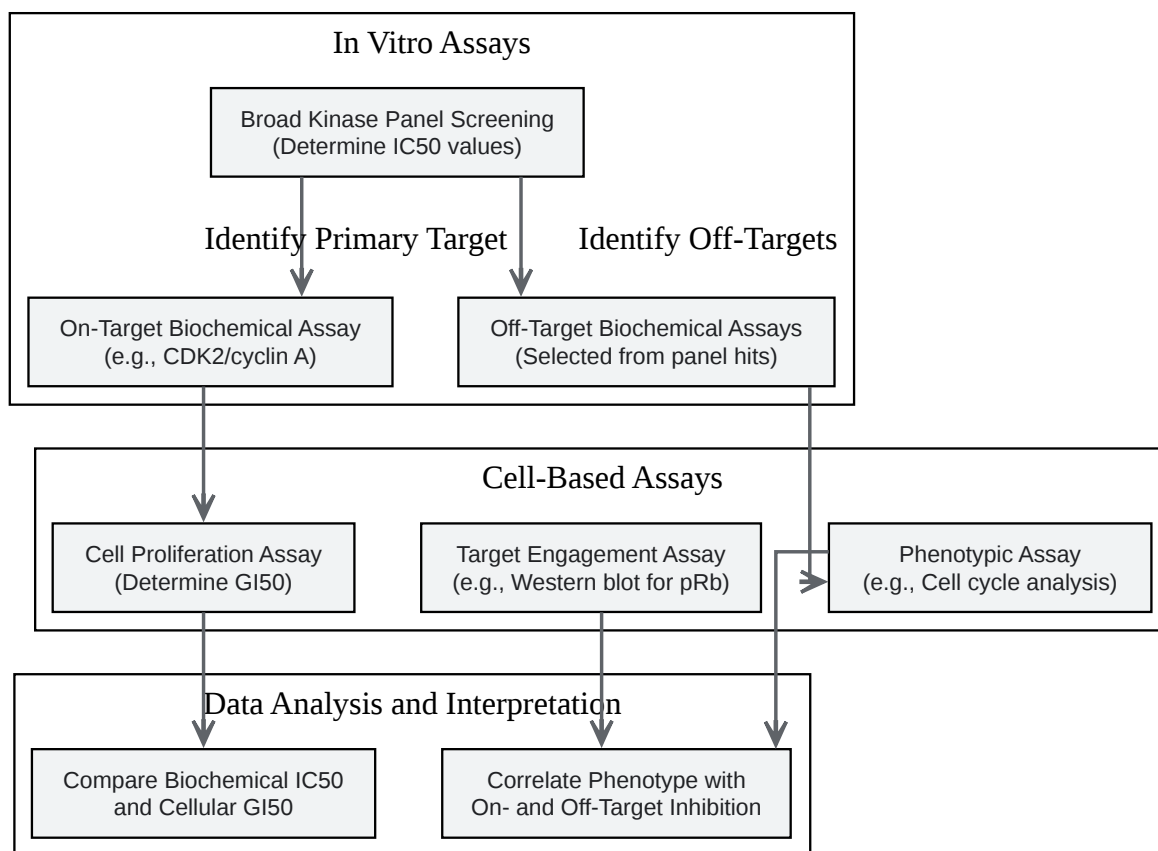 In Vitro Assays
Broad Kinase Panel Screening
(Determine IC50 values)
Identify Primary Target
Identify Off-Targets
On-Target Biochemical Assay
(e.g., CDK2/cyclin A)
Off-Target Biochemical Assays
(Selected from panel hits)
Cell-Based Assays
Cell Proliferation Assay
(Determine GI50)
Target Engagement Assay
(e.g., Western blot for pRb)
Phenotypic Assay
(e.g., Cell cycle analysis)
Data Analysis and Interpretation
Compare Biochemical IC50
and Cellular GI50
Correlate Phenotype with
On- and Off-Target Inhibition